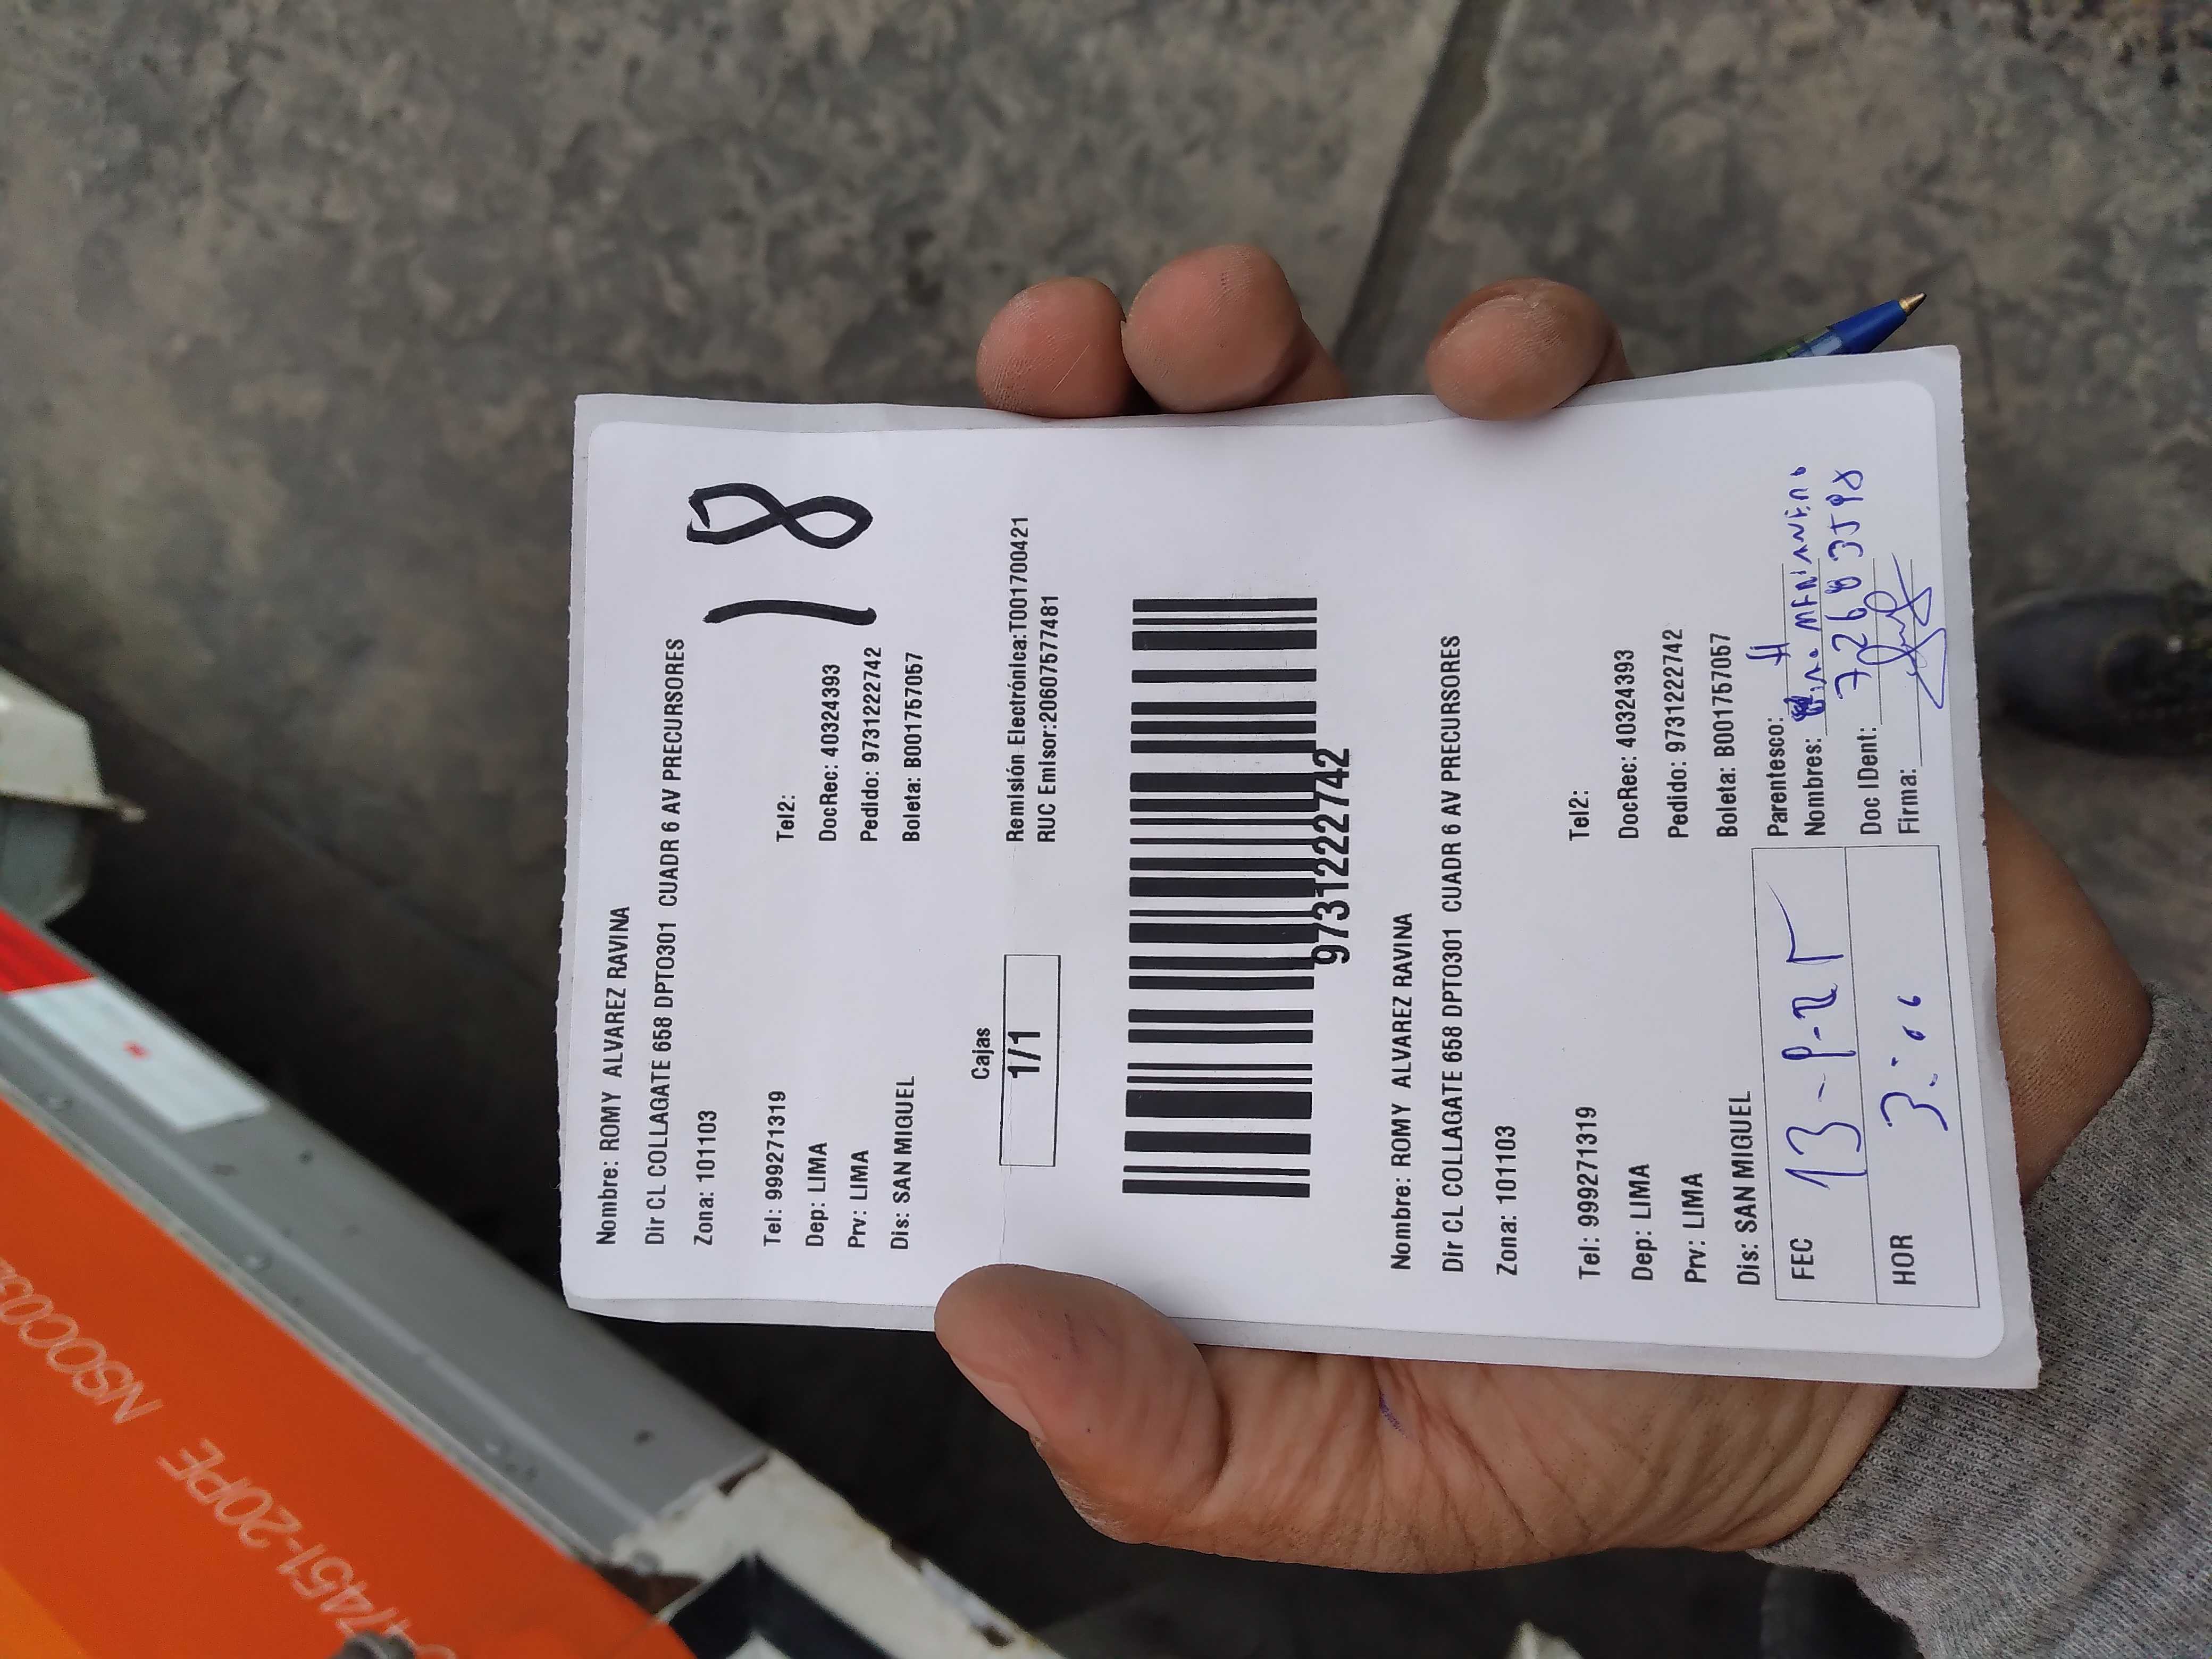 Nombre: ROMY ALVAREZ RAVINA
Dir CL COLLAGATE 658 DPTO301 CUADR 6 AV PRECURSORES
Zona: 101103
18
Tel: 999271319 Tel2:
Dep: LIMA DocRec: 40324393
Prv: LIMA Pedido: 9731222742
Dis: SAN MIGUEL Boleta: B001757057
Cajas
1/1
Remisión Electrónica:T001700421
RUC Emisor:20607577481
9731222742
Nombre: ROMY ALVAREZ RAVINA
Dir CL COLLAGATE 658 DPTO301 CUADR 6 AV PRECURSORES
Zona: 101103
Tel: 999271319 Tel2:
Dep: LIMA DocRec: 40324393
Prv: LIMA Pedido: 9731222742
Dis: SAN MIGUEL Boleta: B001757057
FEC
Parentesco:
Nombres:
HOR
Doc IDent:
Firma:
7451-20PE NSOC03